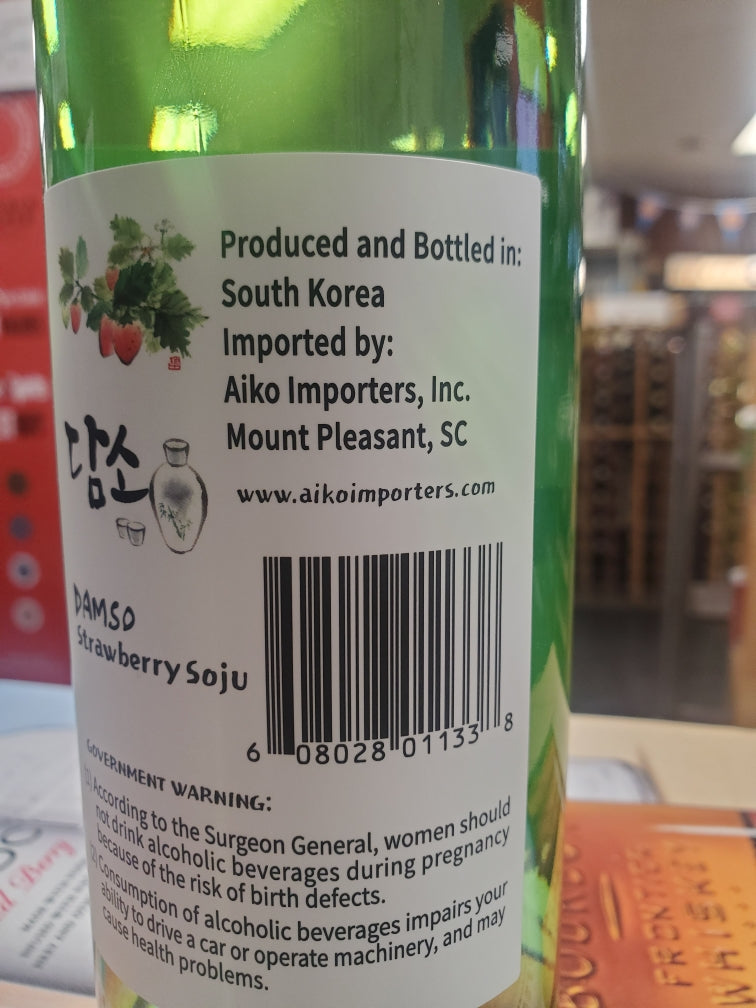 Produced and Bottled in:
South Korea
Imported by:
Aiko Importers, Inc.
Mount Pleasant, SC
www.aikoimporters.com
담소
DAMSO
Strawberry Soju
6 08028 01133 8
GOVERNMENT WARNING:
(1) According to the Surgeon General, women should
not drink alcoholic beverages during pregnancy
because of the risk of birth defects.
(2) Consumption of alcoholic beverages impairs your
ability to drive a car or operate machinery, and may
cause health problems.
FRONTIER
WHISKEY